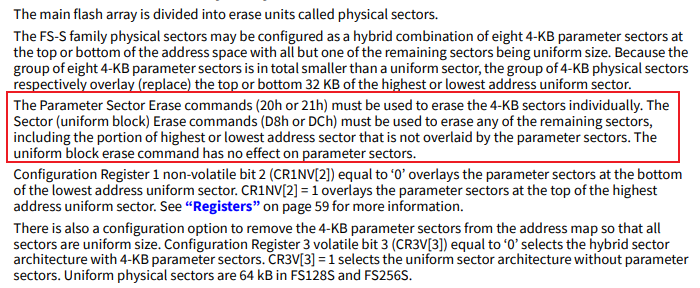 The main flash array is divided into erase units called physical sectors.
The FS-S family physical sectors may be configured as a hybrid combination of eight 4-KB parameter sectors at
the top or bottom of the address space with all but one of the remaining sectors being uniform size. Because the
group of eight 4-KB parameter sectors is in total smaller than a uniform sector, the group of 4-KB physical sectors
respectively overlay (replace) the top or bottom 32 KB of the highest or lowest address uniform sector.
The Parameter Sector Erase commands (20h or 21h) must be used to erase the 4-KB sectors individually. The
Sector (uniform block) Erase commands (D8h or DCh) must be used to erase any of the remaining sectors,
including the portion of highest or lowest address sector that is not overlaid by the parameter sectors. The
uniform block erase command has no effect on parameter sectors.
Configuration Register 1 non-volatile bit 2 (CR1NV[2]) equal to ‘0’ overlays the parameter sectors at the bottom
of the lowest address uniform sector. CR1NV[2] = 1 overlays the parameter sectors at the top of the highest
address uniform sector. See “Registers” on page 59 for more information.
There is also a configuration option to remove the 4-KB parameter sectors from the address map so that all
sectors are uniform size. Configuration Register 3 volatile bit 3 (CR3V[3]) equal to ‘0’ selects the hybrid sector
architecture with 4-KB parameter sectors. CR3V[3] = 1 selects the uniform sector architecture without parameter
sectors. Uniform physical sectors are 64 kB in FS128S and FS256S.